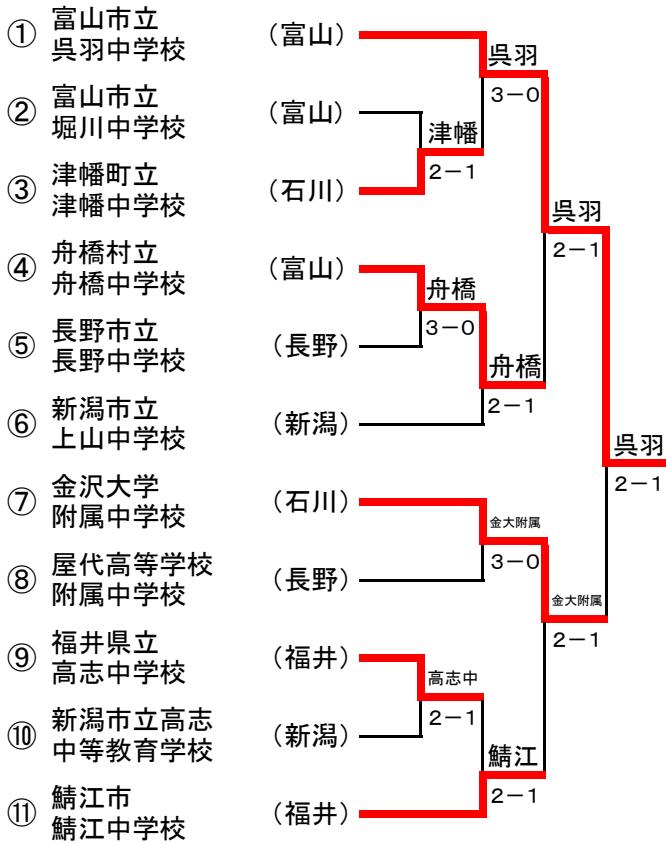 ① 富山市立
呉羽中学校
(富山)
② 富山市立
堀川中学校
(富山)
③ 津幡町立
津幡中学校
(石川)
④ 舟橋村立
舟橋中学校
(富山)
⑤ 長野市立
長野中学校
(長野)
⑥ 新潟市立
上山中学校
(新潟)
⑦ 金沢大学
附属中学校
(石川)
⑧ 屋代高等学校
附属中学校
(長野)
⑨ 福井県立
高志中学校
(福井)
⑩ 新潟市立高志
中等教育学校
(新潟)
⑪ 鯖江市
鯖江中学校
(福井)
津幡
2－1
舟橋
3－0
高志中
2－1
呉羽
3－0
舟橋
2－1
金大附属
3－0
鯖江
2－1
呉羽
2－1
金大附属
2－1
呉羽
2－1